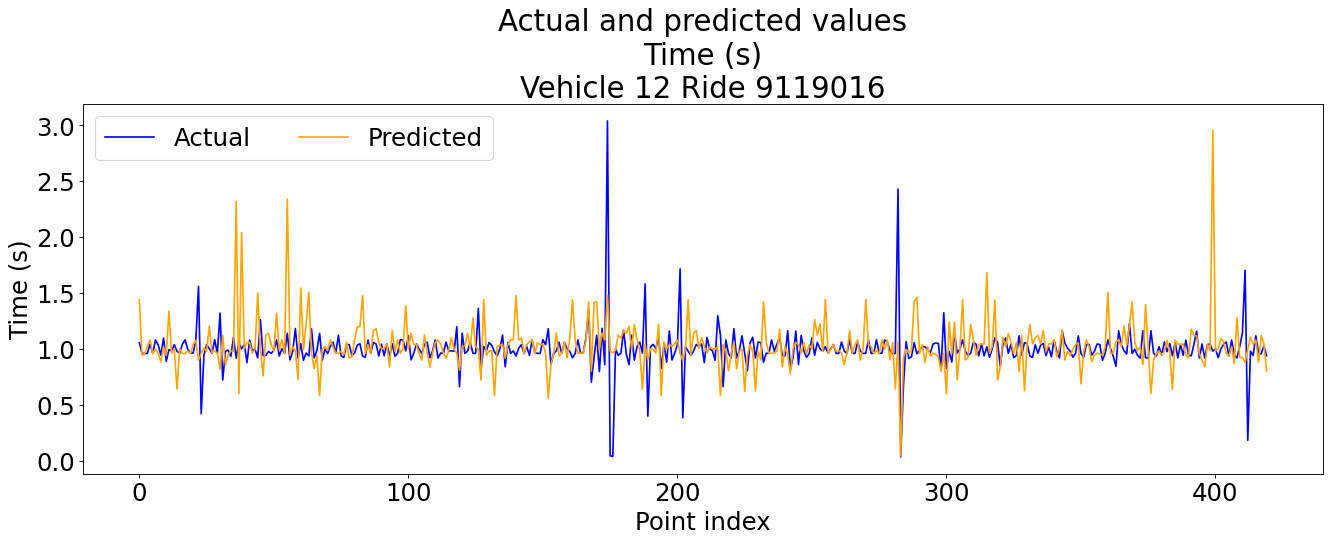 Actual and predicted values
Time (s)
Vehicle 12 Ride 9119016
Actual Predicted
3.0
2.5
2.0
1.5
1.0
0.5
0.0
Time (s)
0 100 200 300 400
Point index